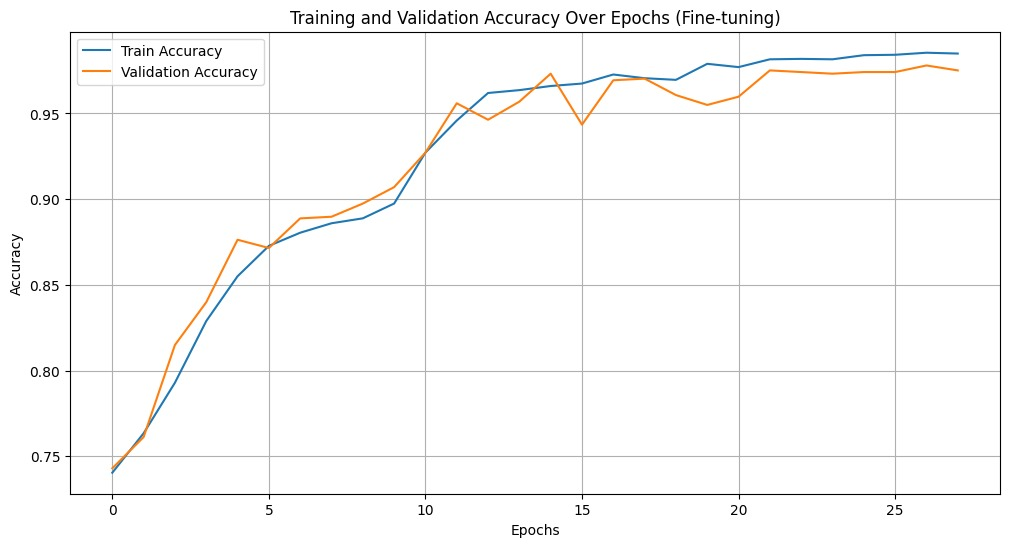 Training and Validation Accuracy Over Epochs (Fine-tuning)
Train Accuracy
Validation Accuracy
0.95
0.90
0.85
0.80
0.75
Accuracy
0 5 10 15 20 25
Epochs